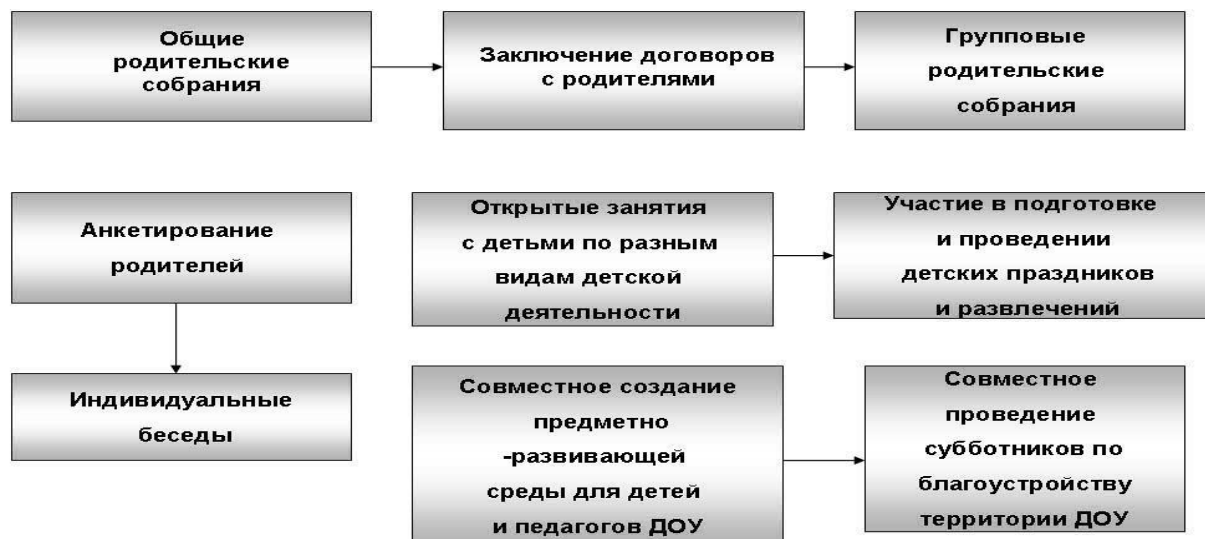 Общие
родительские
собрания
Заключение договоров
с родителями
Групповые
родительские
собрания
Анкетирование
родителей
Открытые занятия
с детьми по разным
видам детской
деятельности
Участие в подготовке
и проведении
детских праздников
и развлечений
Индивидуальные
беседы
Совместное создание
предметно
-развивающей
среды для детей
и педагогов ДОУ
Совместное
проведение
субботников по
благоустройству
территории ДОУ